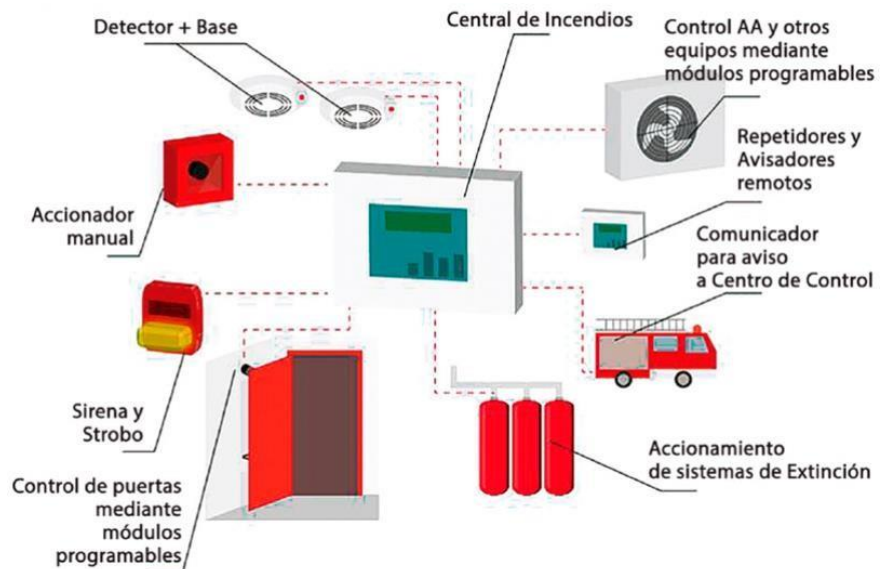 Detector + Base
Central de Incendios
Control AA y otros
equipos mediante
módulos programables
Repetidores y
Avisadores
remotos
Accionador
manual
Comunicador
para aviso
a Centro de Control
Sirena y
Strobo
Accionamiento
de sistemas de Extinción
Control de puertas
mediante
módulos
programables